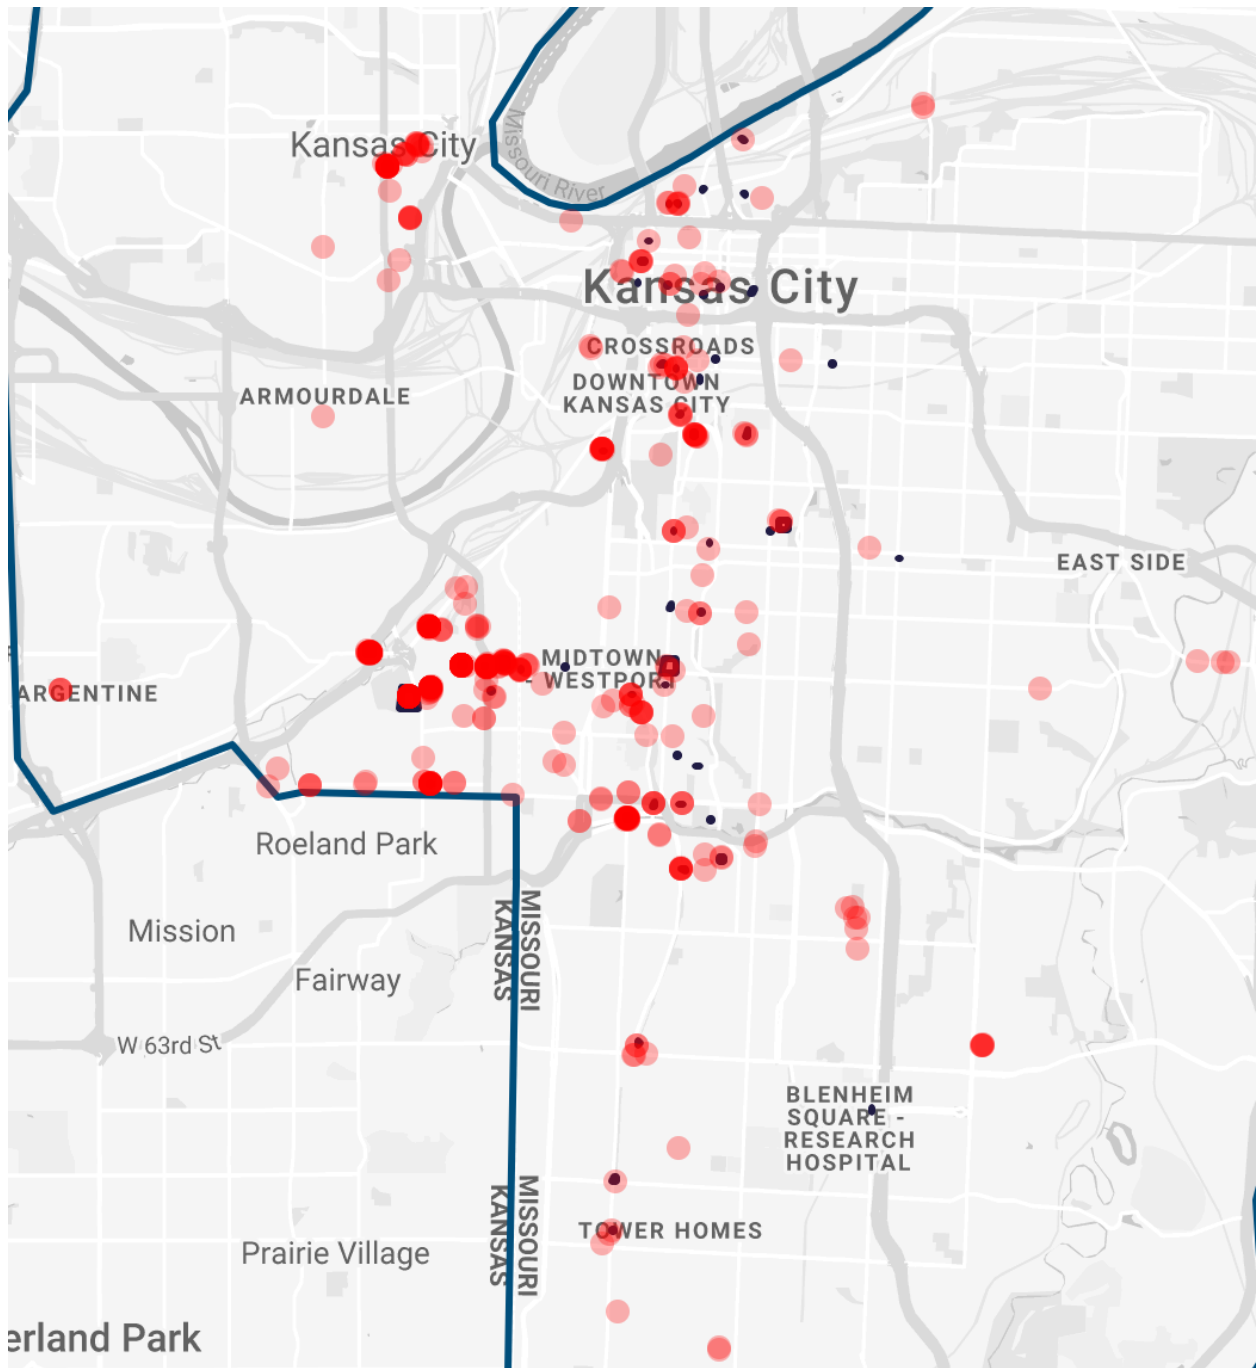 Missouri River
Kansas City
Kansas City
CROSSROADS
DOWNTOWN
KANSAS CITY
ARMOURDALE
EAST SIDE
MIDTOWN
- WESTPORT
ARGENTINE
Roeland Park
MISSOURI
KANSAS
Mission
Fairway
W 63rd St
BLENHEIM
SQUARE -
RESEARCH
HOSPITAL
MISSOURI
KANSAS
TOWER HOMES
Prairie Village
erland Park